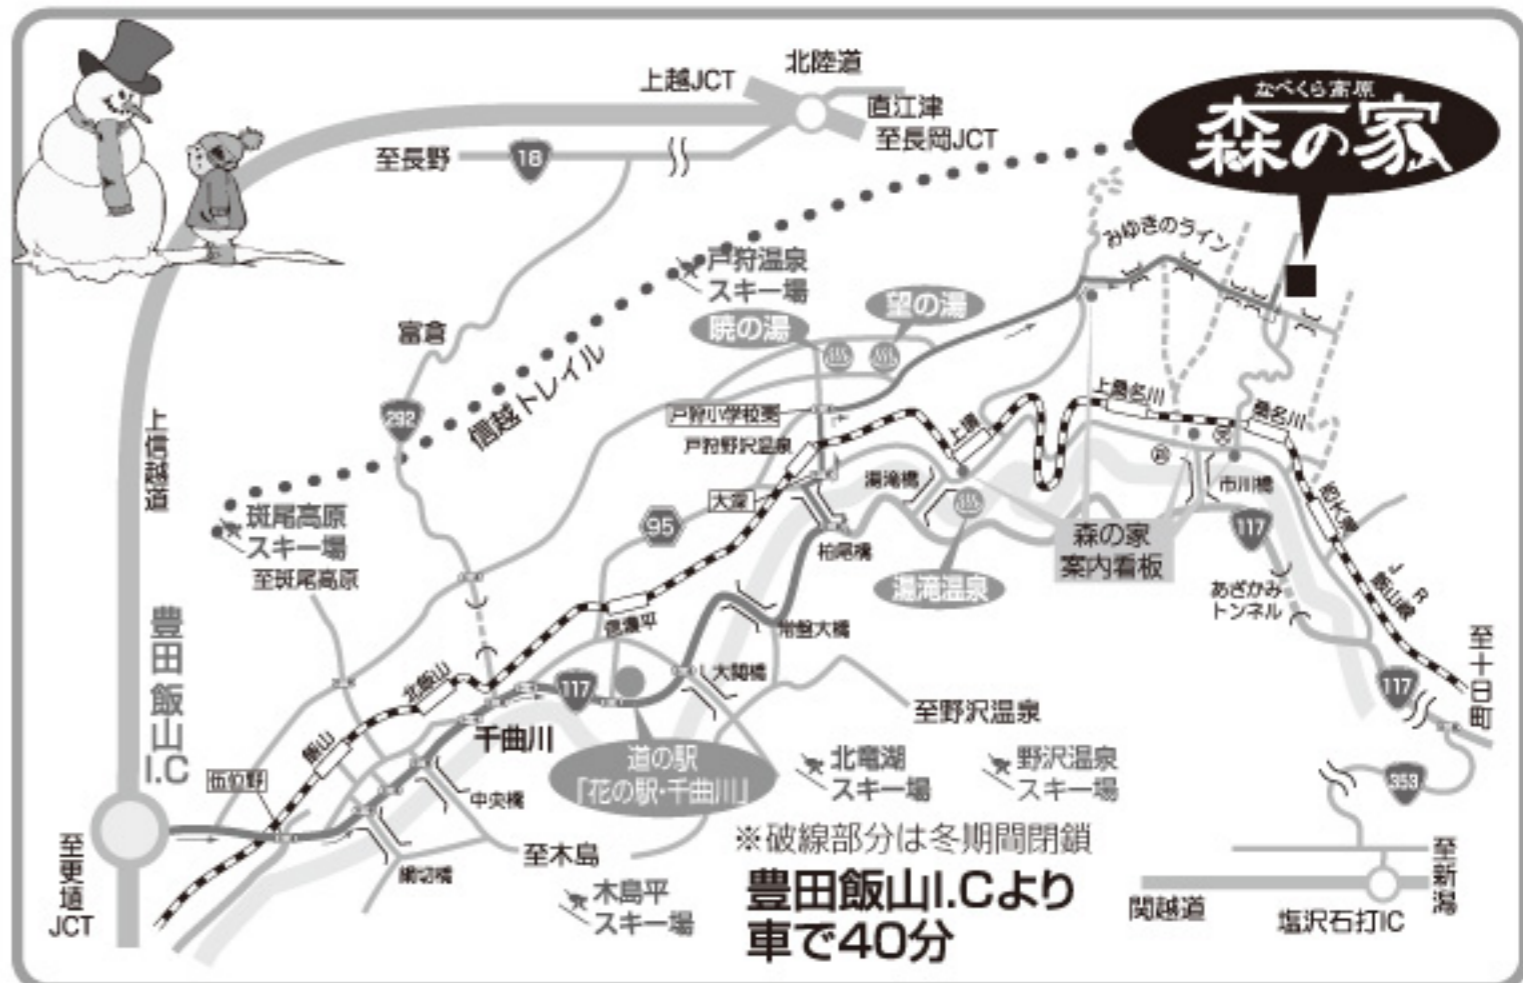 北陸道
上越JCT
直江津
至長岡JCT
なべくら高原
森の家
至長野
18
みゆきのライン
戸狩温泉
スキー場
望の湯
暁の湯
富倉
信越トレイル
292
上信越道
戸狩小学校東
戸狩野沢温泉
上境
上桑名川
桑名川
湯滝橋
市川橋
大深
95
柏尾橋
117
斑尾高原
スキー場
至斑尾高原
森の家
案内看板
湯滝温泉
あざかみ
トンネル
JR
飯山線
豊田飯山I.C
信濃平
常盤大橋
大関橋
117
北飯山
千曲川
至野沢温泉
117
至十日町
飯山
道の駅
「花の駅・千曲川」
北竜湖
スキー場
野沢温泉
スキー場
353
伍位野
中央橋
※破線部分は冬期間閉鎖
至木島
綱切橋
至更埴
JCT
木島平
スキー場
豊田飯山I.Cより
車で40分
関越道
塩沢石打IC
至新潟